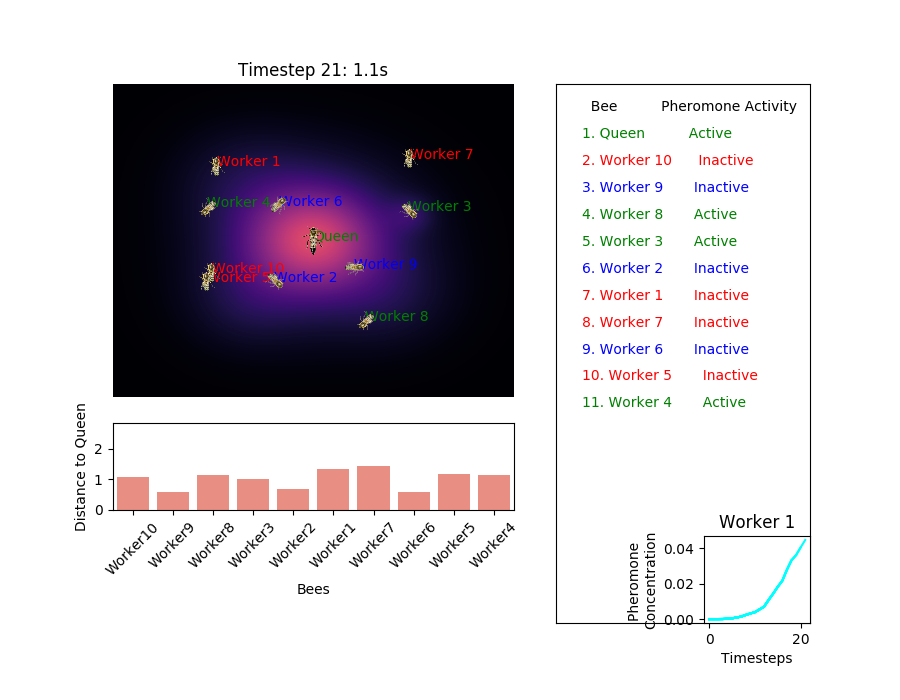 Timestep 21: 1.1s
Worker 1
Worker 7
Worker 4
Worker 6
Worker 3
Queen
Worker 9
Worker 2
Worker 8
Distance to Queen
2
1
0
Worker10
Worker9
Worker8
Worker3
Worker2
Worker1
Worker7
Worker6
Worker5
Worker4
Bees
Bee Pheromone Activity
1. Queen Active
2. Worker 10 Inactive
3. Worker 9 Inactive
4. Worker 8 Active
5. Worker 3 Active
6. Worker 2 Inactive
7. Worker 1 Inactive
8. Worker 7 Inactive
9. Worker 6 Inactive
10. Worker 5 Inactive
11. Worker 4 Active
Worker 1
Pheromone
Concentration
0.04
0.02
0.00
0 20
Timesteps